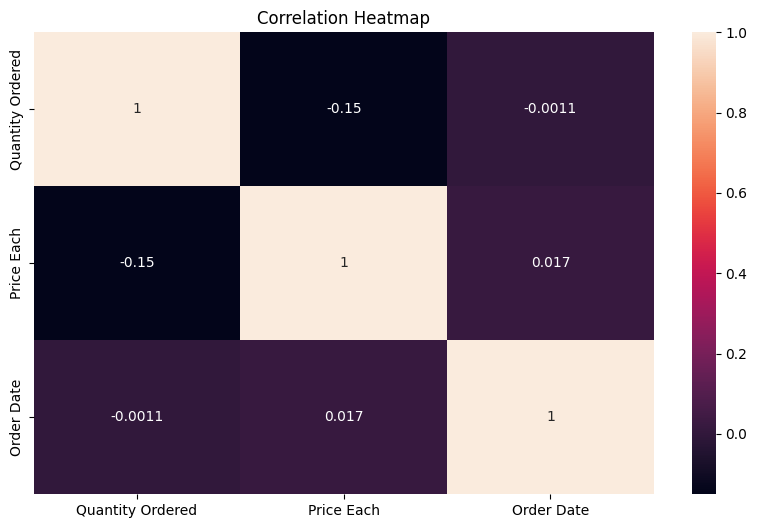 Correlation Heatmap
Quantity Ordered
1
-0.15
-0.0011
Price Each
-0.15
1
0.017
Order Date
-0.0011
0.017
1
Quantity Ordered
Price Each
Order Date
1.0
0.8
0.6
0.4
0.2
0.0